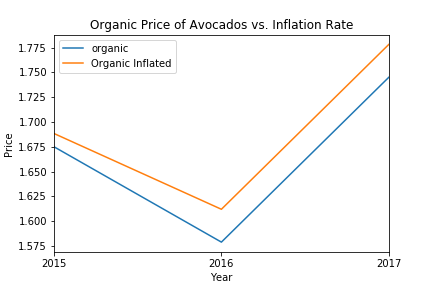 Organic Price of Avocados vs. Inflation Rate
organic
Organic Inflated
1.775
1.750
1.725
1.700
1.675
1.650
1.625
1.600
1.575
Price
2015
2016
2017
Year